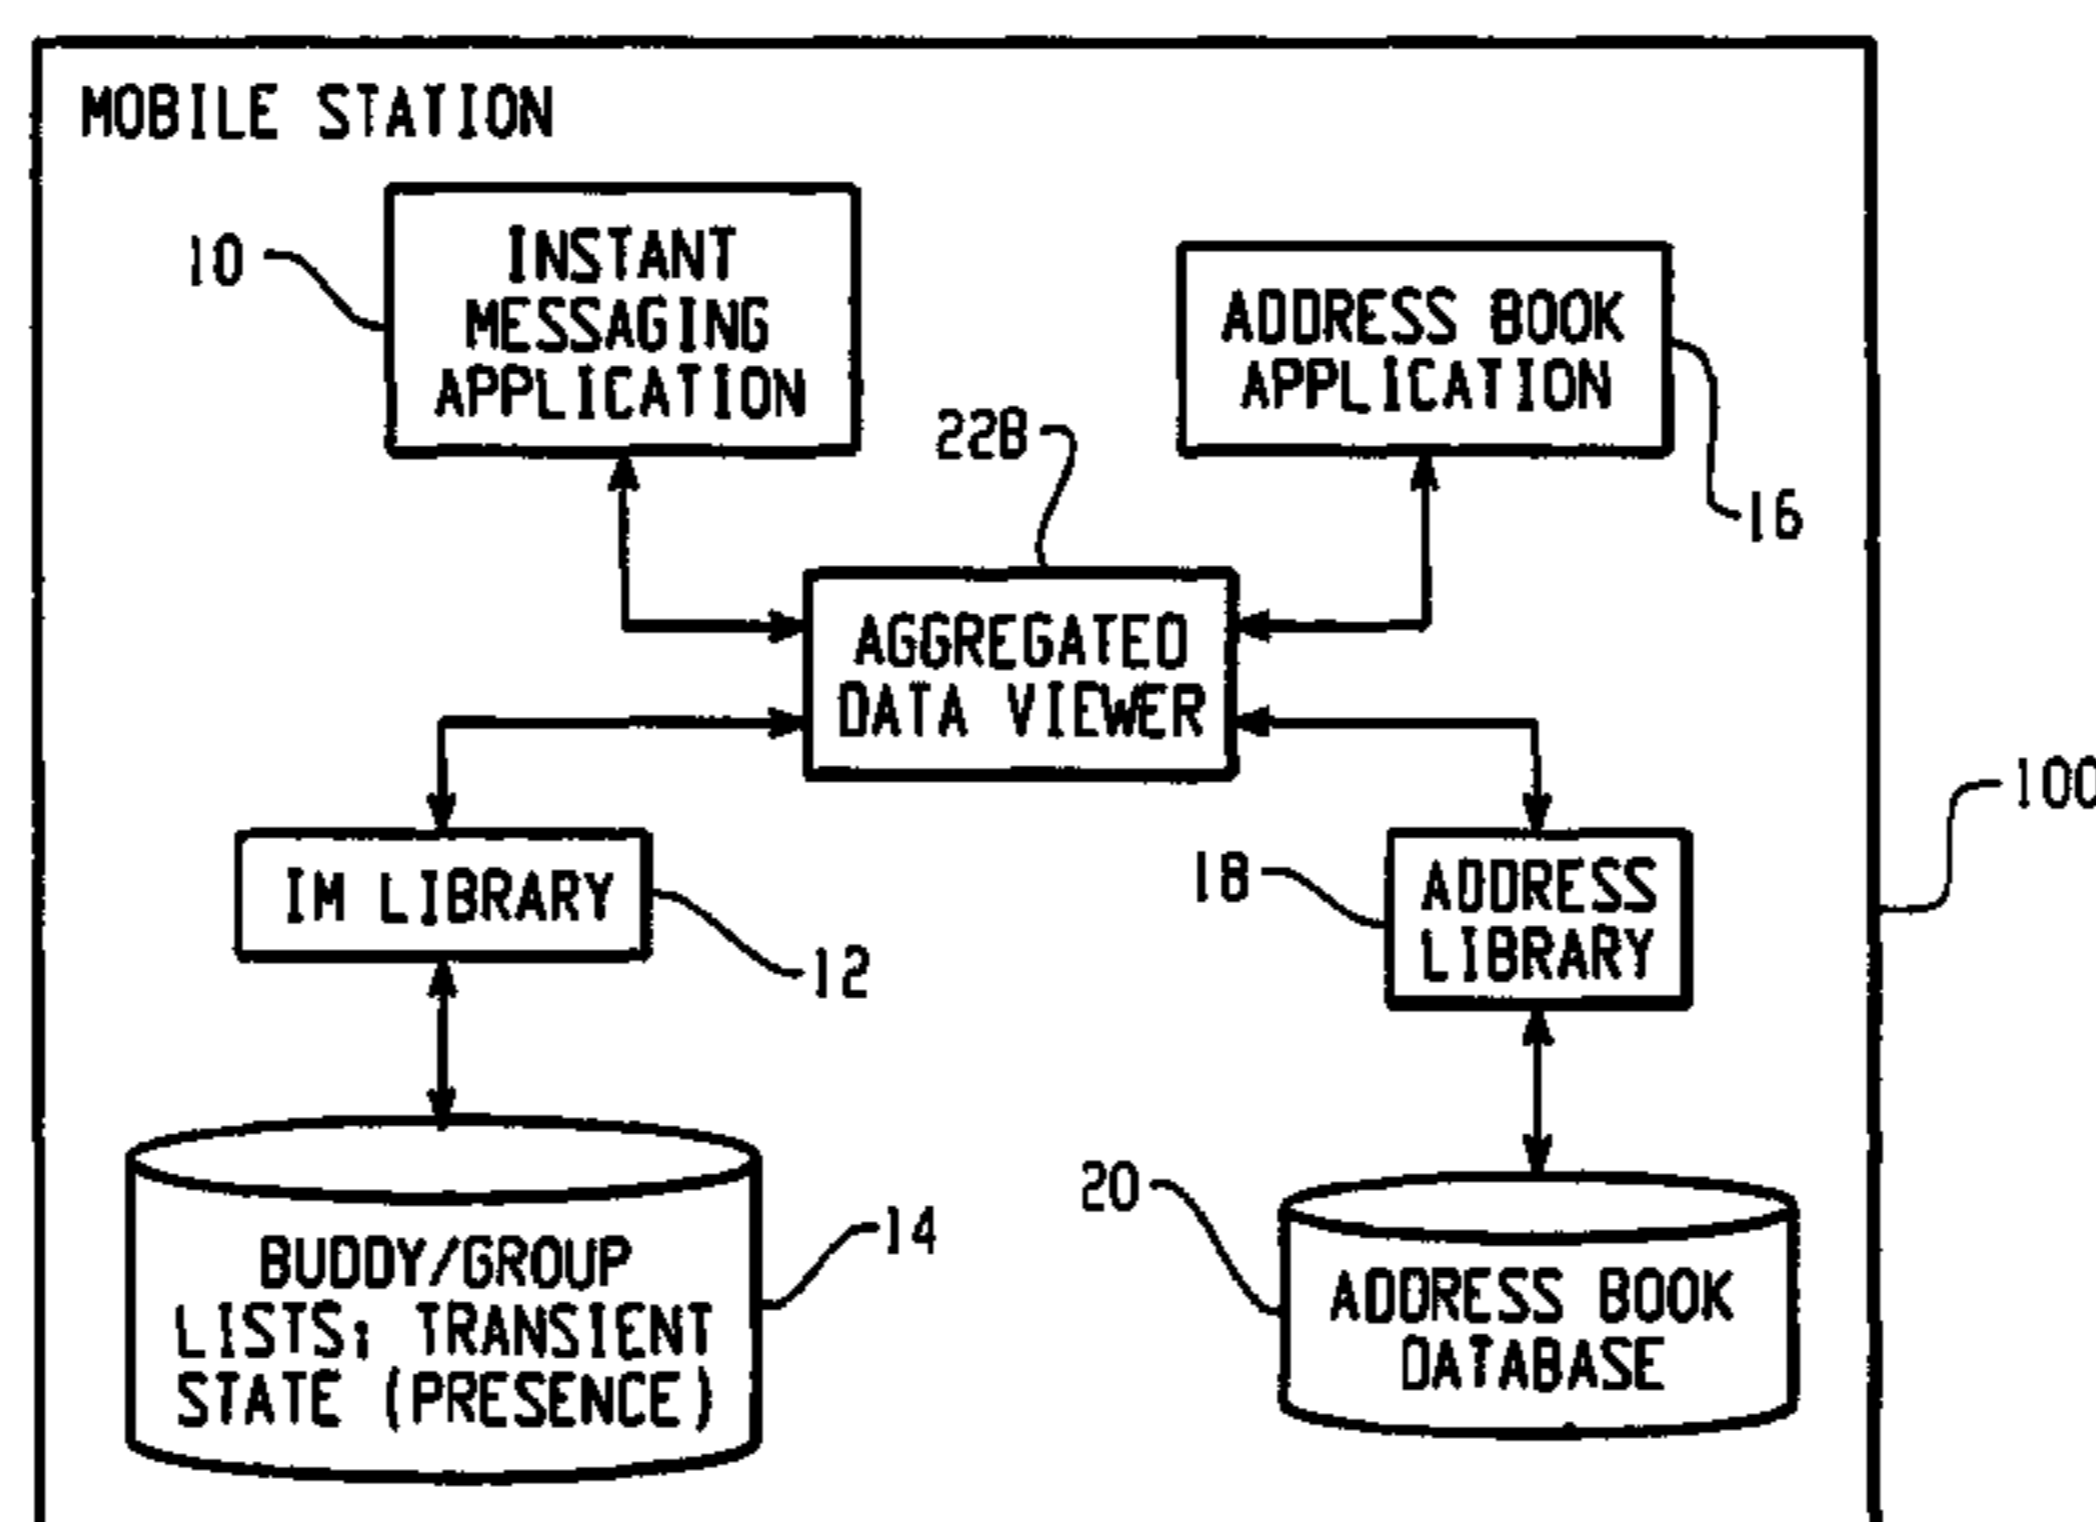 MOBILE STATION
10
INSTANT
MESSAGING
APPLICATION
ADDRESS BOOK
APPLICATION
22B
16
AGGREGATED
DATA VIEWER
100
IM LIBRARY
12
18
ADDRESS
LIBRARY
BUDDY/GROUP
LISTS; TRANSIENT
STATE (PRESENCE)
14
20
ADDRESS BOOK
DATABASE